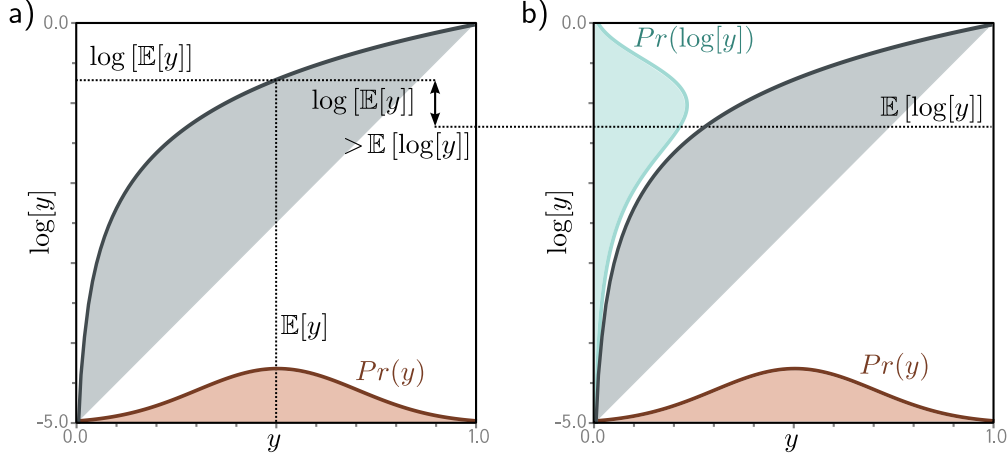 a)
0.0
log [𝔼[y]]
log [𝔼[y]]
> 𝔼 [log[y]]
log[y]
𝔼[y]
Pr(y)
-5.0
0.0
y
1.0
b)
0.0
Pr(log[y])
𝔼 [log[y]]
log[y]
Pr(y)
-5.0
0.0
y
1.0